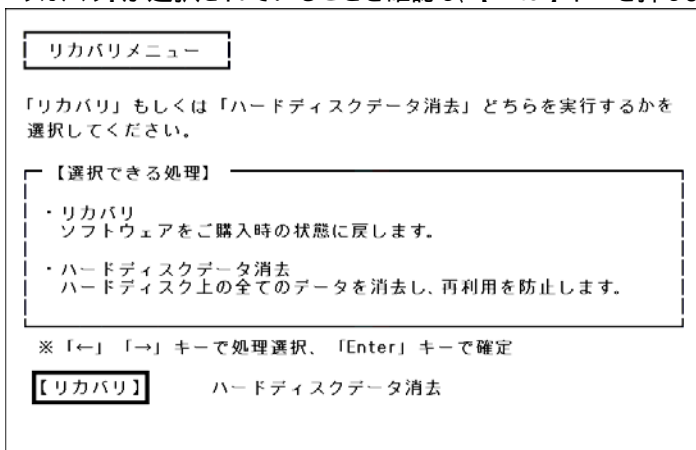 リカバリメニュー
「リカバリ」もしくは「ハードディスクデータ消去」どちらを実行するかを
選択してください。
【選択できる処理】
・リカバリ
ソフトウェアをご購入時の状態に戻します。
・ハードディスクデータ消去
ハードディスク上の全てのデータを消去し、再利用を防止します。
※「←」「→」キーで処理選択、「Enter」キーで確定
【リカバリ】 ハードディスクデータ消去